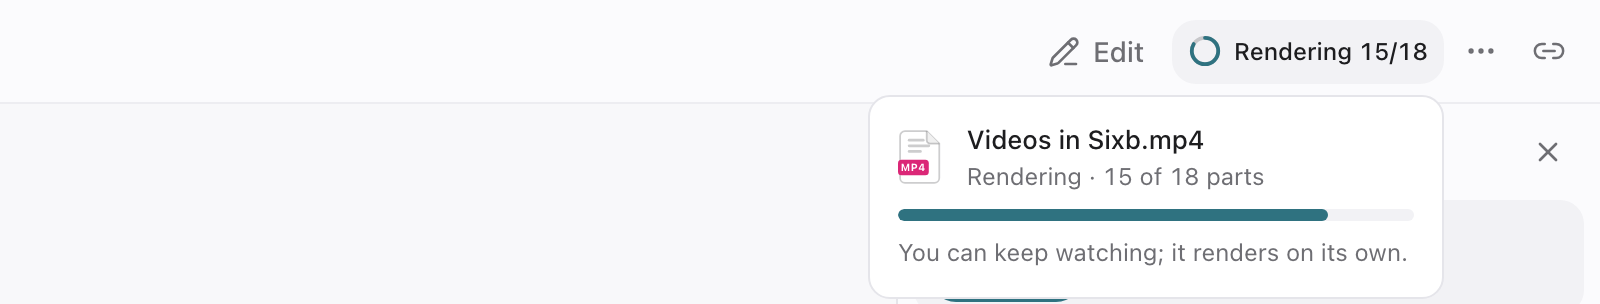 Edit
Rendering 15/18
Videos in Sixb.mp4
MP4
Rendering · 15 of 18 parts
You can keep watching; it renders on its own.